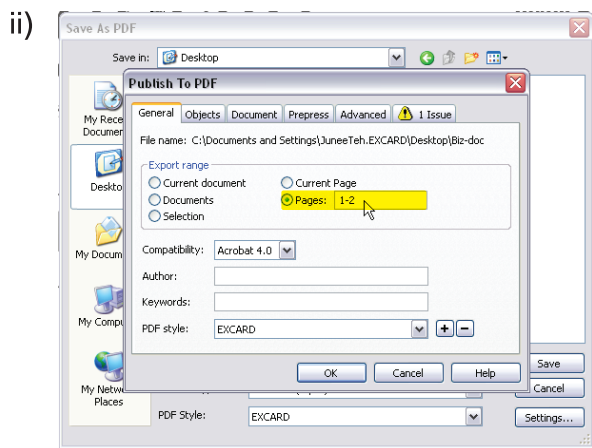 ii)
Save As PDF
Save in: Desktop
Publish To PDF
General Objects Document Prepress Advanced 1 Issue
File name: C:\Documents and Settings\JuneeTeh.EXCARD\Desktop\Biz-doc
Export range
Current document Current Page
Documents Pages: 1-2
Selection
Compatibility: Acrobat 4.0
Author:
Keywords:
PDF style: EXCARD
OK Cancel Help
My Rece
Documen
Deskto
My Docum
My Compu
My Netwo
Places
Save
Cancel
PDF Style: EXCARD Settings...